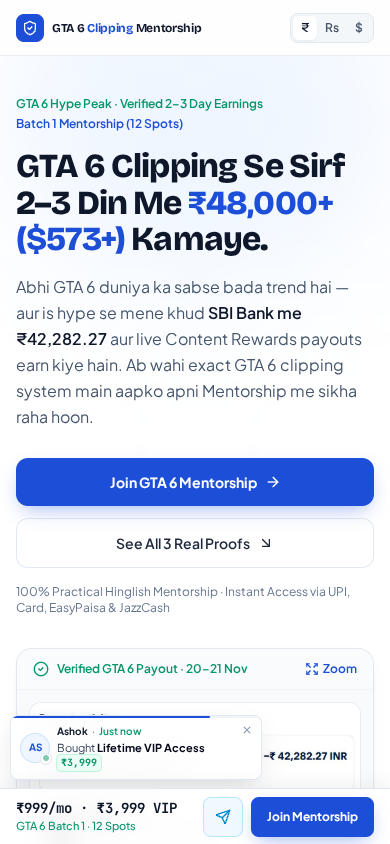 GTA 6 Clipping Mentorship
₹ Rs $
GTA 6 Hype Peak · Verified 2–3 Day Earnings
Batch 1 Mentorship (12 Spots)
GTA 6 Clipping Se Sirf
2–3 Din Me ₹48,000+
($573+) Kamaye.
Abhi GTA 6 duniya ka sabse bada trend hai —
aur is hype se mene khud SBI Bank me
₹42,282.27 aur live Content Rewards payouts
earn kiye hain. Ab wahi exact GTA 6 clipping
system main aapko apni Mentorship me sikha
raha hoon.
Join GTA 6 Mentorship →
See All 3 Real Proofs ↘
100% Practical Hinglish Mentorship · Instant Access via UPI,
Card, EasyPaisa & JazzCash
Verified GTA 6 Payout · 20–21 Nov
Zoom
AS
Ashok · Just now
Bought Lifetime VIP Access
₹3,999
~₹ 42,282.27 INR
₹999/mo · ₹3,999 VIP
GTA 6 Batch 1 · 12 Spots
Join Mentorship